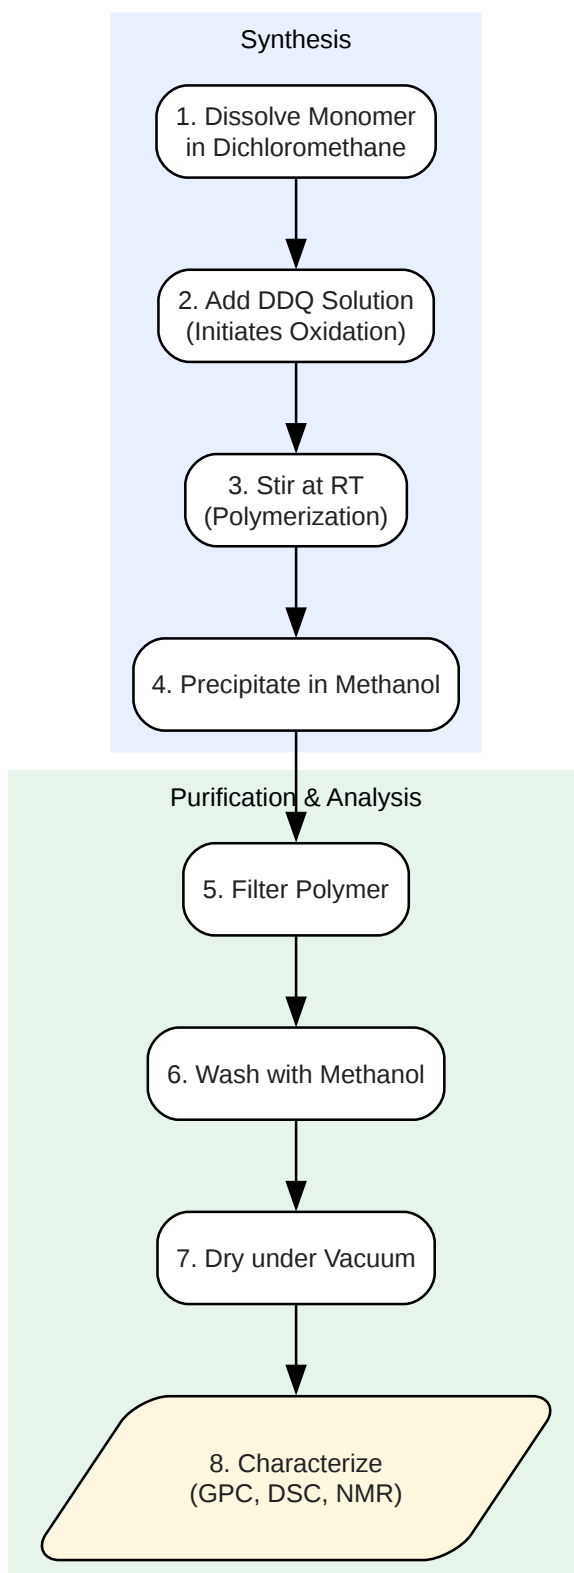 Synthesis
1. Dissolve Monomer
in Dichloromethane
2. Add DDQ Solution
(Initiates Oxidation)
3. Stir at RT
(Polymerization)
4. Precipitate in Methanol
Purification & Analysis
5. Filter Polymer
6. Wash with Methanol
7. Dry under Vacuum
8. Characterize
(GPC, DSC, NMR)